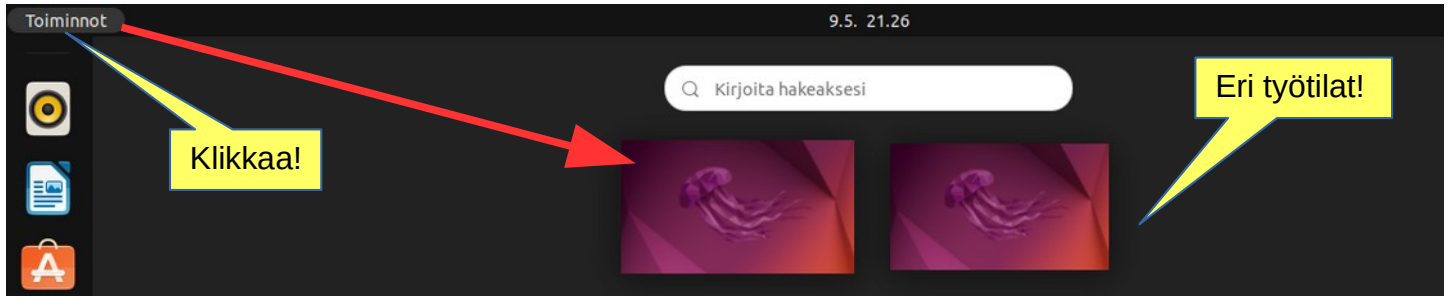 Toiminnot
9.5. 21.26
Kirjoita hakeaksesi
Eri työtilat!
Klikkaa!